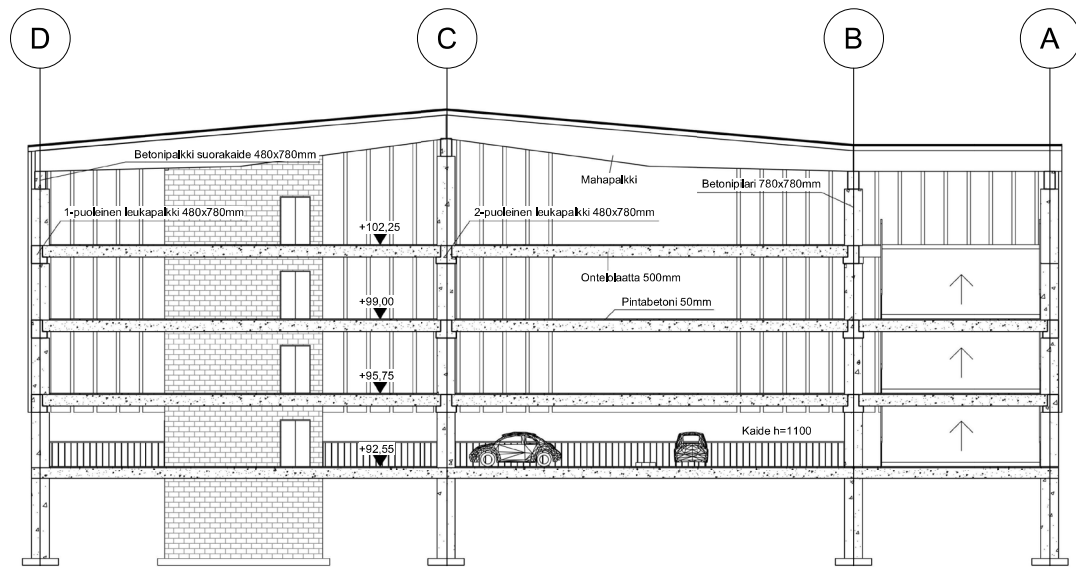 D
C
B
A
Betonipalkki suorakaide 480x780mm
Mahapalkki
Betonipilari 780x780mm
1-puoleinen leukapalkki 480x780mm
2-puoleinen leukapalkki 480x780mm
+102,25
Ontelolaatta 500mm
+99,00
Pintabetoni 50mm
+95,75
Kaide h=1100
+92,55